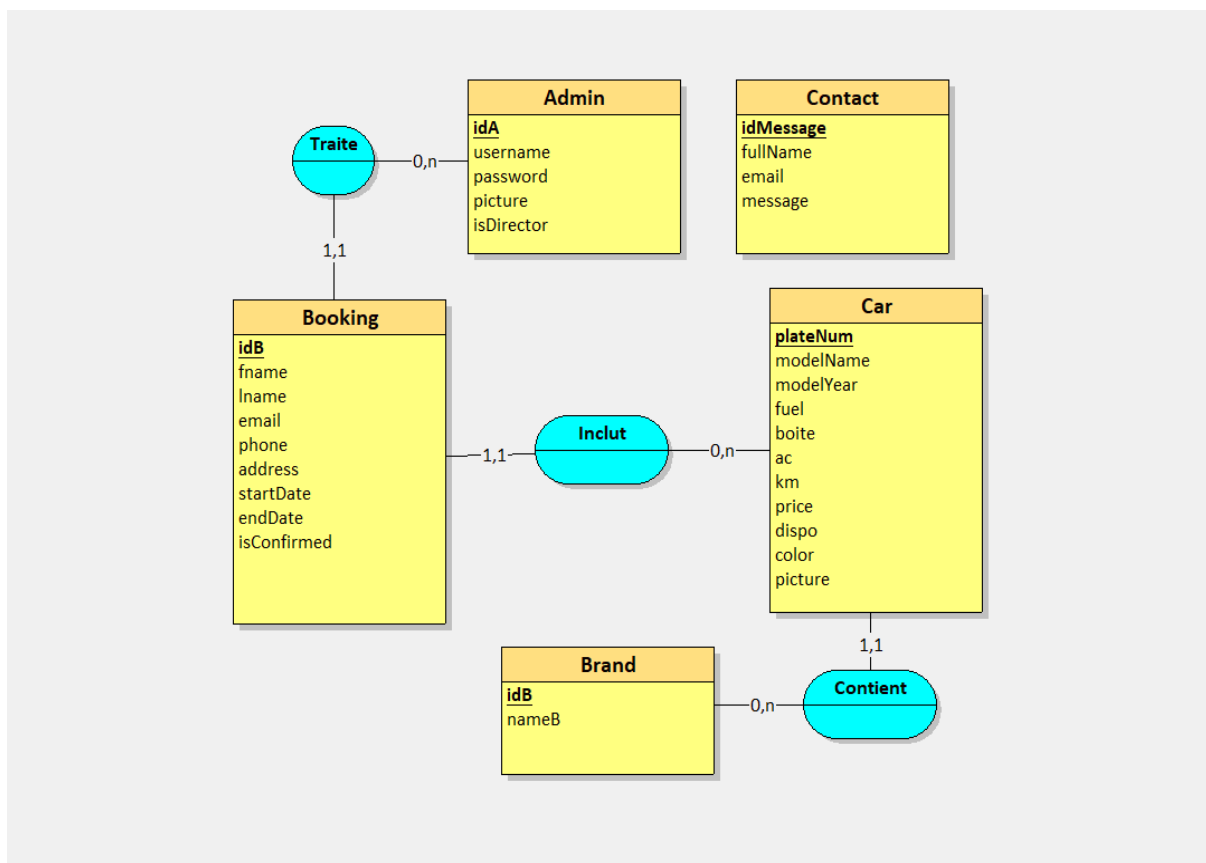 Admin
idA
username
password
picture
isDirector
Contact
idMessage
fullName
email
message
Traite
0,n
1,1
Booking
idB
fname
lname
email
phone
address
startDate
endDate
isConfirmed
1,1
Inclut
0,n
Car
plateNum
modelName
modelYear
fuel
boite
ac
km
price
dispo
color
picture
1,1
Brand
idB
nameB
0,n
Contient